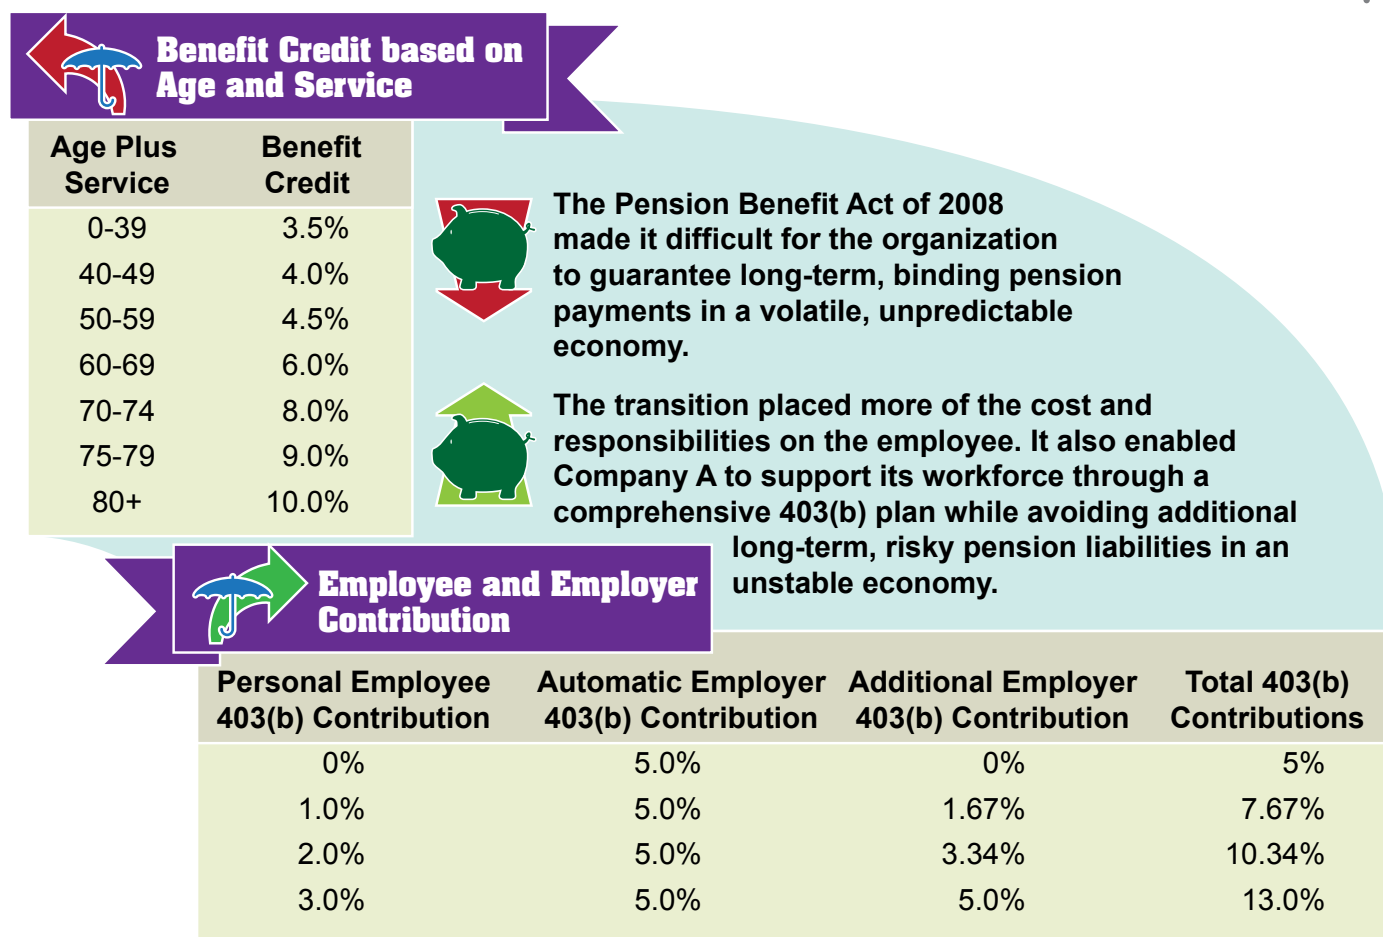 Benefit Credit based on
Age and Service
Age Plus Benefit
Service Credit
0-39 3.5%
40-49 4.0%
50-59 4.5%
60-69 6.0%
70-74 8.0%
75-79 9.0%
80+ 10.0%
The Pension Benefit Act of 2008
made it difficult for the organization
to guarantee long-term, binding pension
payments in a volatile, unpredictable
economy.
The transition placed more of the cost and
responsibilities on the employee. It also enabled
Company A to support its workforce through a
comprehensive 403(b) plan while avoiding additional
long-term, risky pension liabilities in an
unstable economy.
Employee and Employer
Contribution
Personal Employee Automatic Employer Additional Employer Total 403(b)
403(b) Contribution 403(b) Contribution 403(b) Contribution Contributions
0% 5.0% 0% 5%
1.0% 5.0% 1.67% 7.67%
2.0% 5.0% 3.34% 10.34%
3.0% 5.0% 5.0% 13.0%